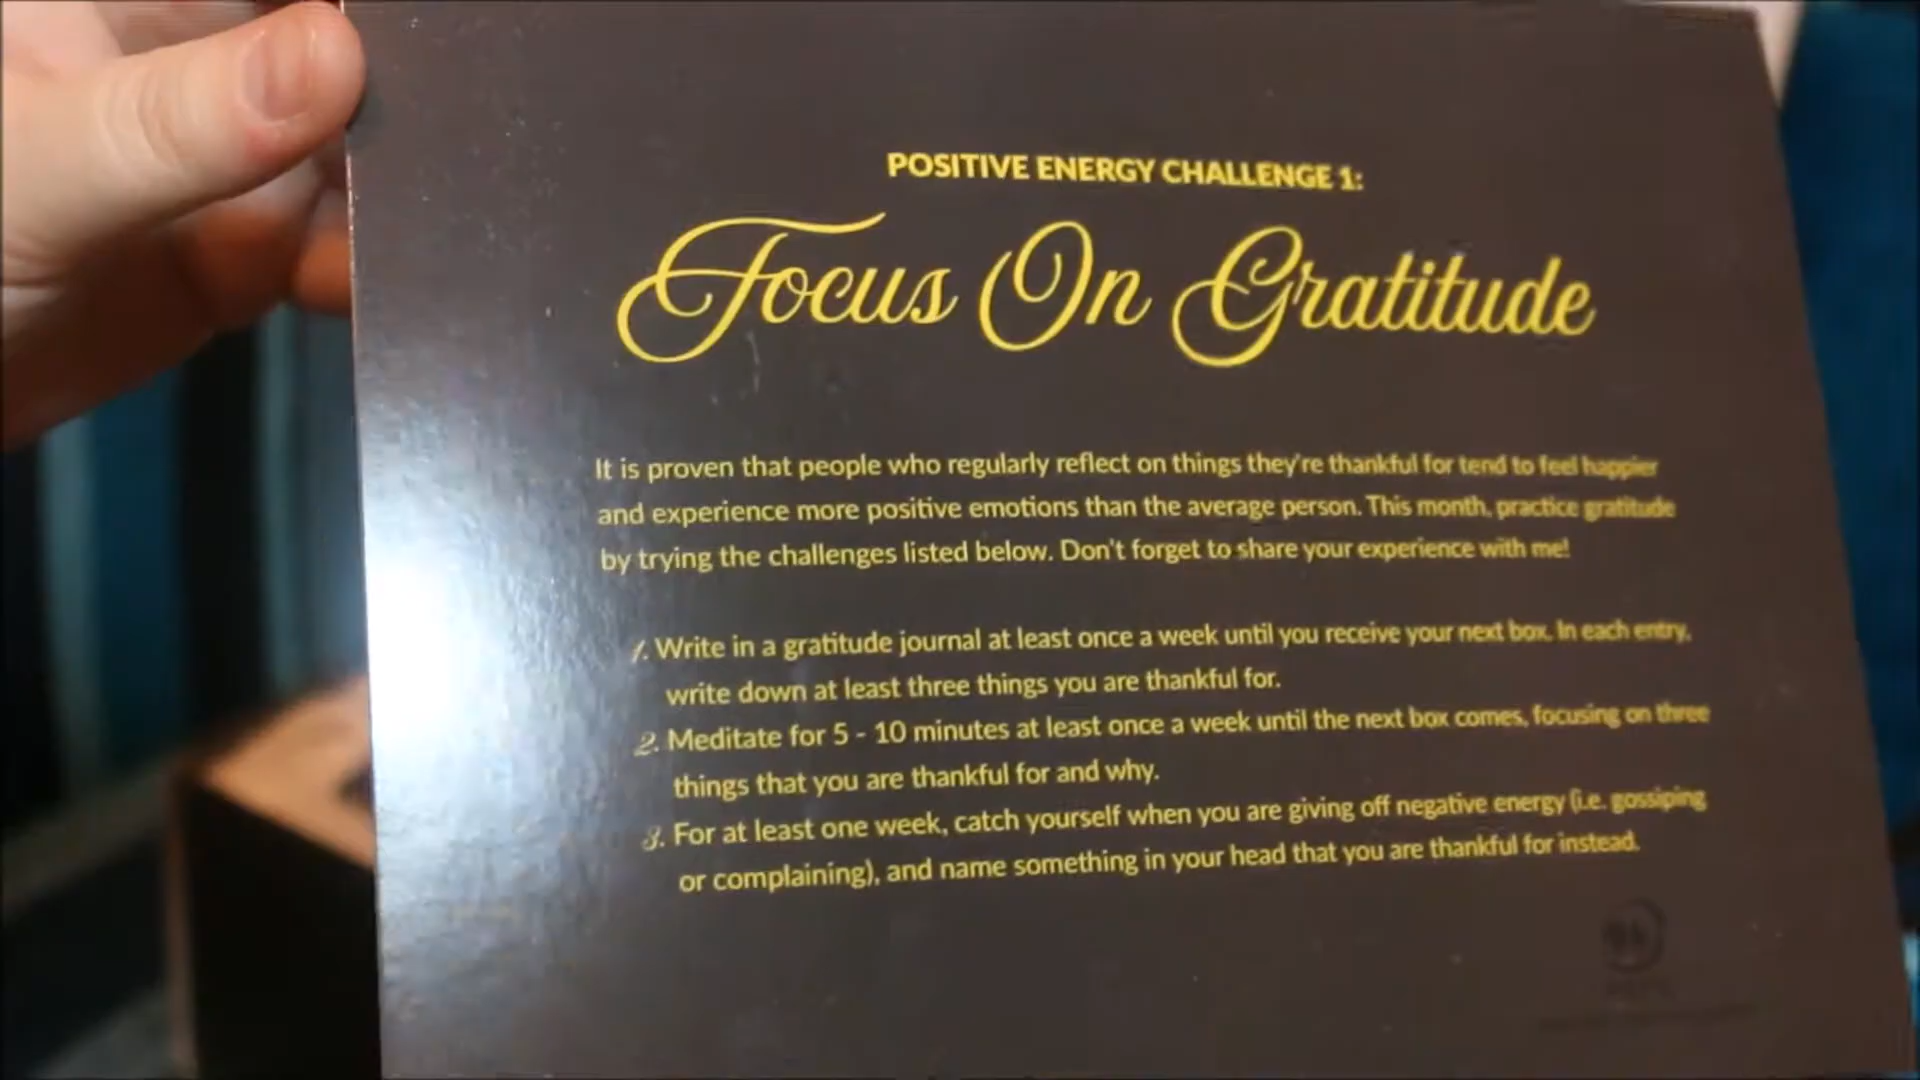 POSITIVE ENERGY CHALLENGE 1:
Focus On Gratitude
It is proven that people who regularly reflect on things they're thankful for tend to feel happier
and experience more positive emotions than the average person. This month, practice gratitude
by trying the challenges listed below. Don't forget to share your experience with me!
1. Write in a gratitude journal at least once a week until you receive your next box. In each entry,
write down at least three things you are thankful for.
2. Meditate for 5 - 10 minutes at least once a week until the next box comes, focusing on three
things that you are thankful for and why.
3. For at least one week, catch yourself when you are giving off negative energy (i.e. gossiping
or complaining), and name something in your head that you are thankful for instead.